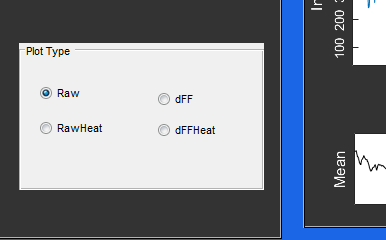 Plot Type
Raw
dFF
RawHeat
dFFHeat
200
100
Mean